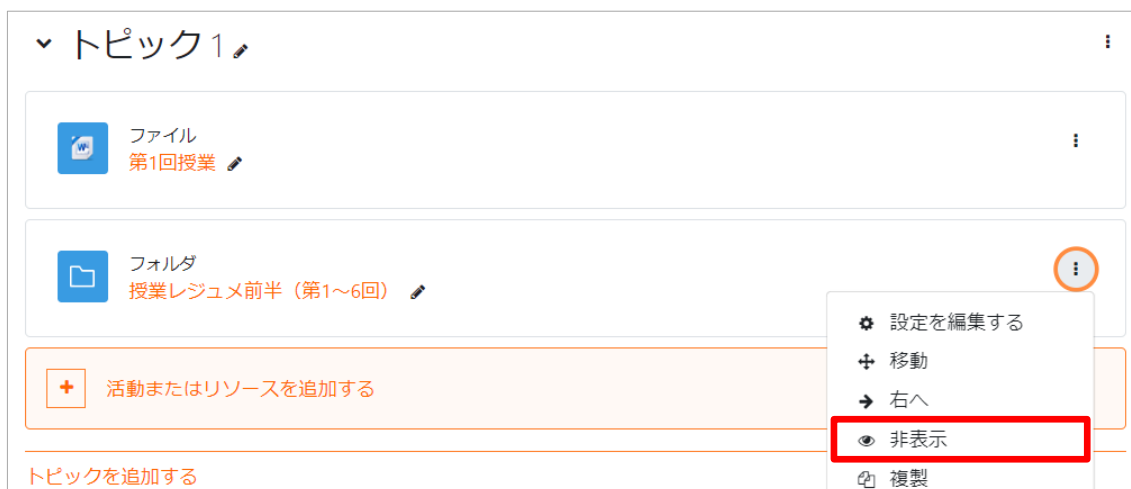 トピック1
ファイル
第1回授業
フォルダ
授業レジュメ前半（第1～6回）
設定を編集する
移動
右へ
非表示
複製
活動またはリソースを追加する
トピックを追加する